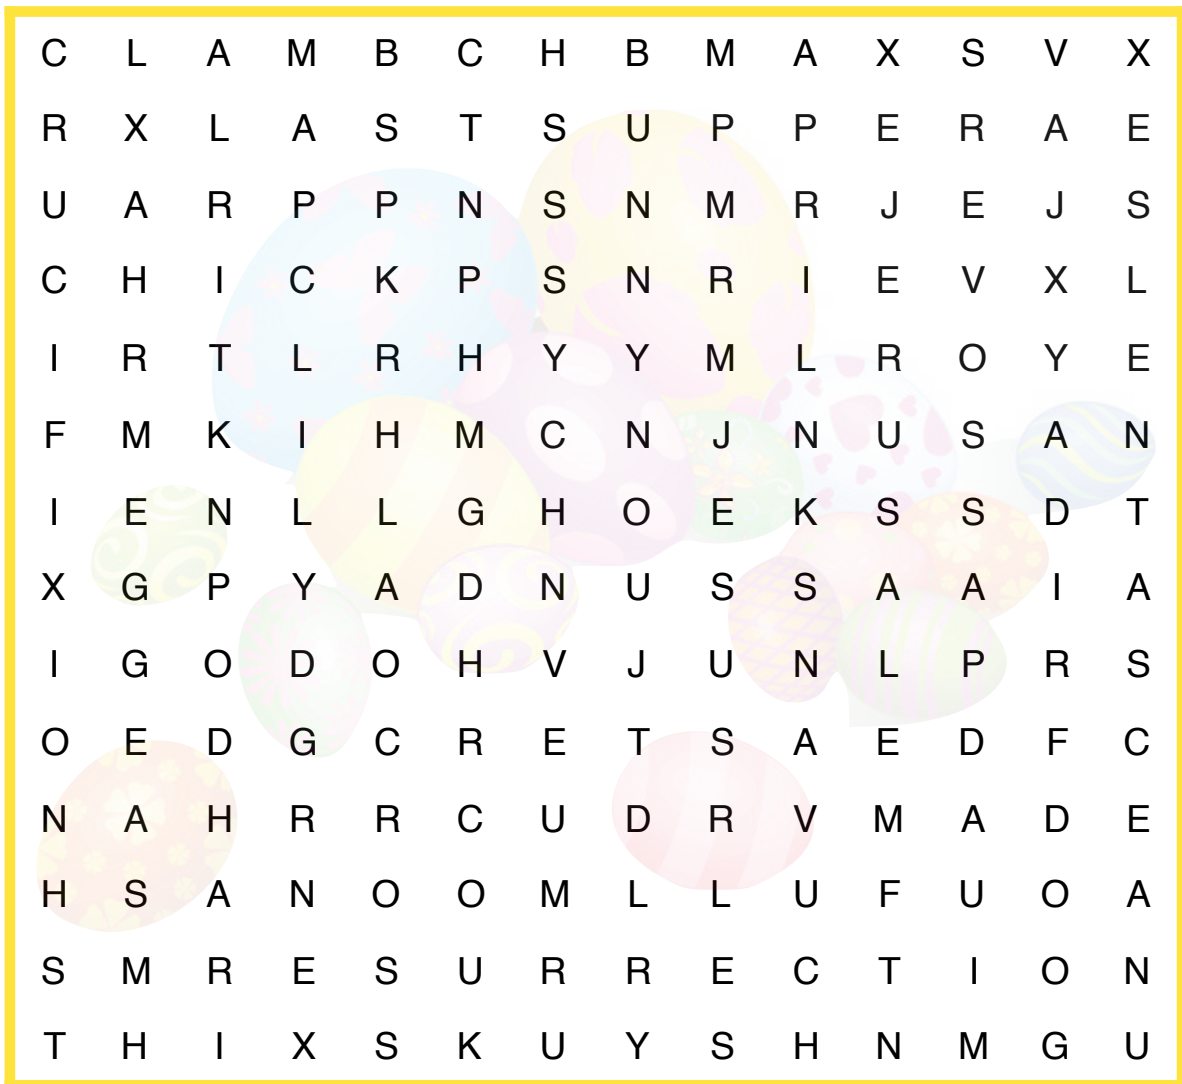 C L A M B C H B M A X S V X
R X L A S T S U P P E R A E
U A R P P N S N M R J E J S
C H I C K P S N R I E V X L
I R T L R H Y Y M L R O Y E
F M K I H M C N J N U S A N
I E N L L G H O E K S S D T
X G P Y A D N U S S A A I A
I G O D O H V J U N L P R S
O E D G C R E T S A E D F C
N A H R R C U D R V M A D E
H S A N O O M L L U F U O A
S M R E S U R R E C T I O N
T H I X S K U Y S H N M G U